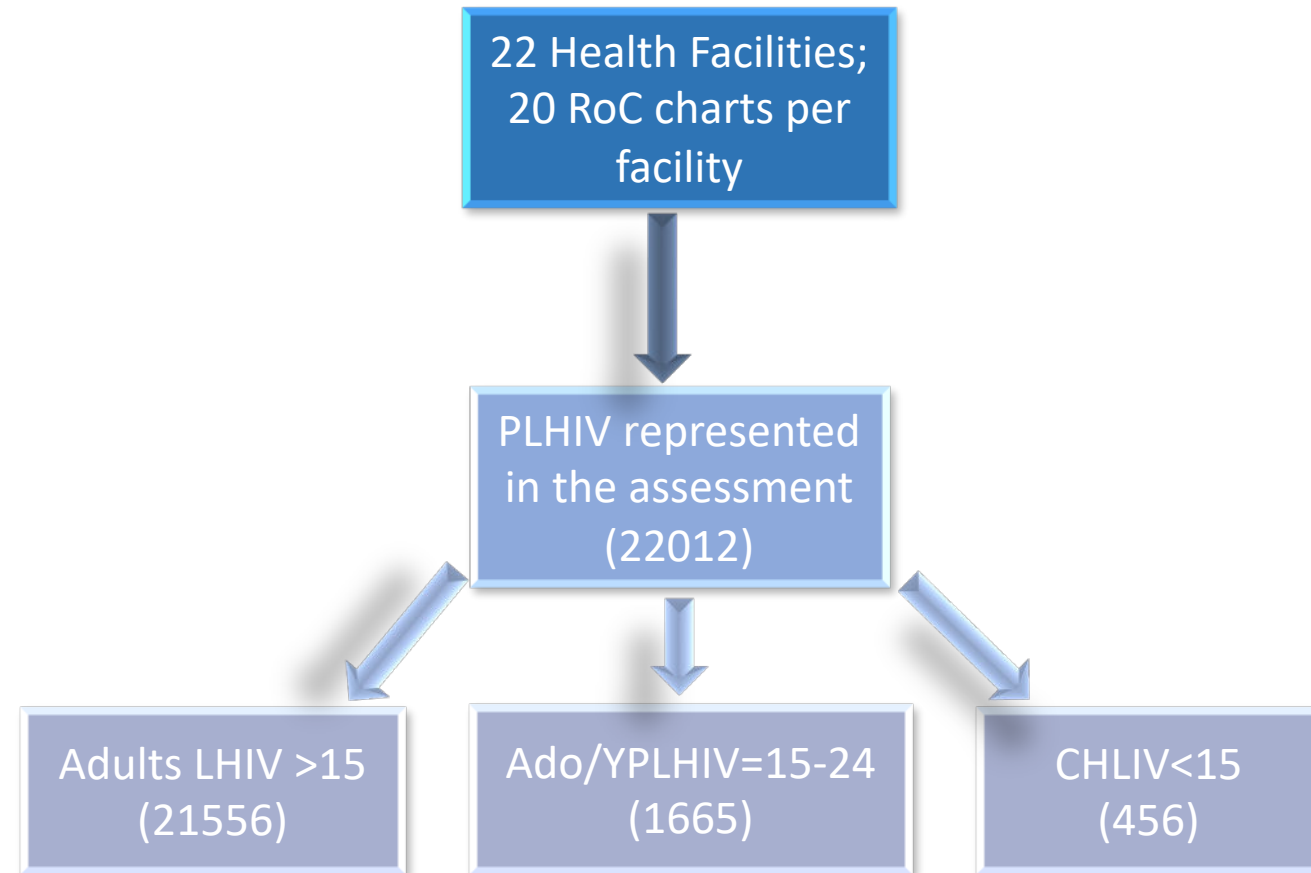 22 Health Facilities;
20 RoC charts per
facility
PLHIV represented
in the assessment
(22012)
Adults LHIV >15
(21556)
Ado/YPLHIV=15-24
(1665)
CHLIV<15
(456)